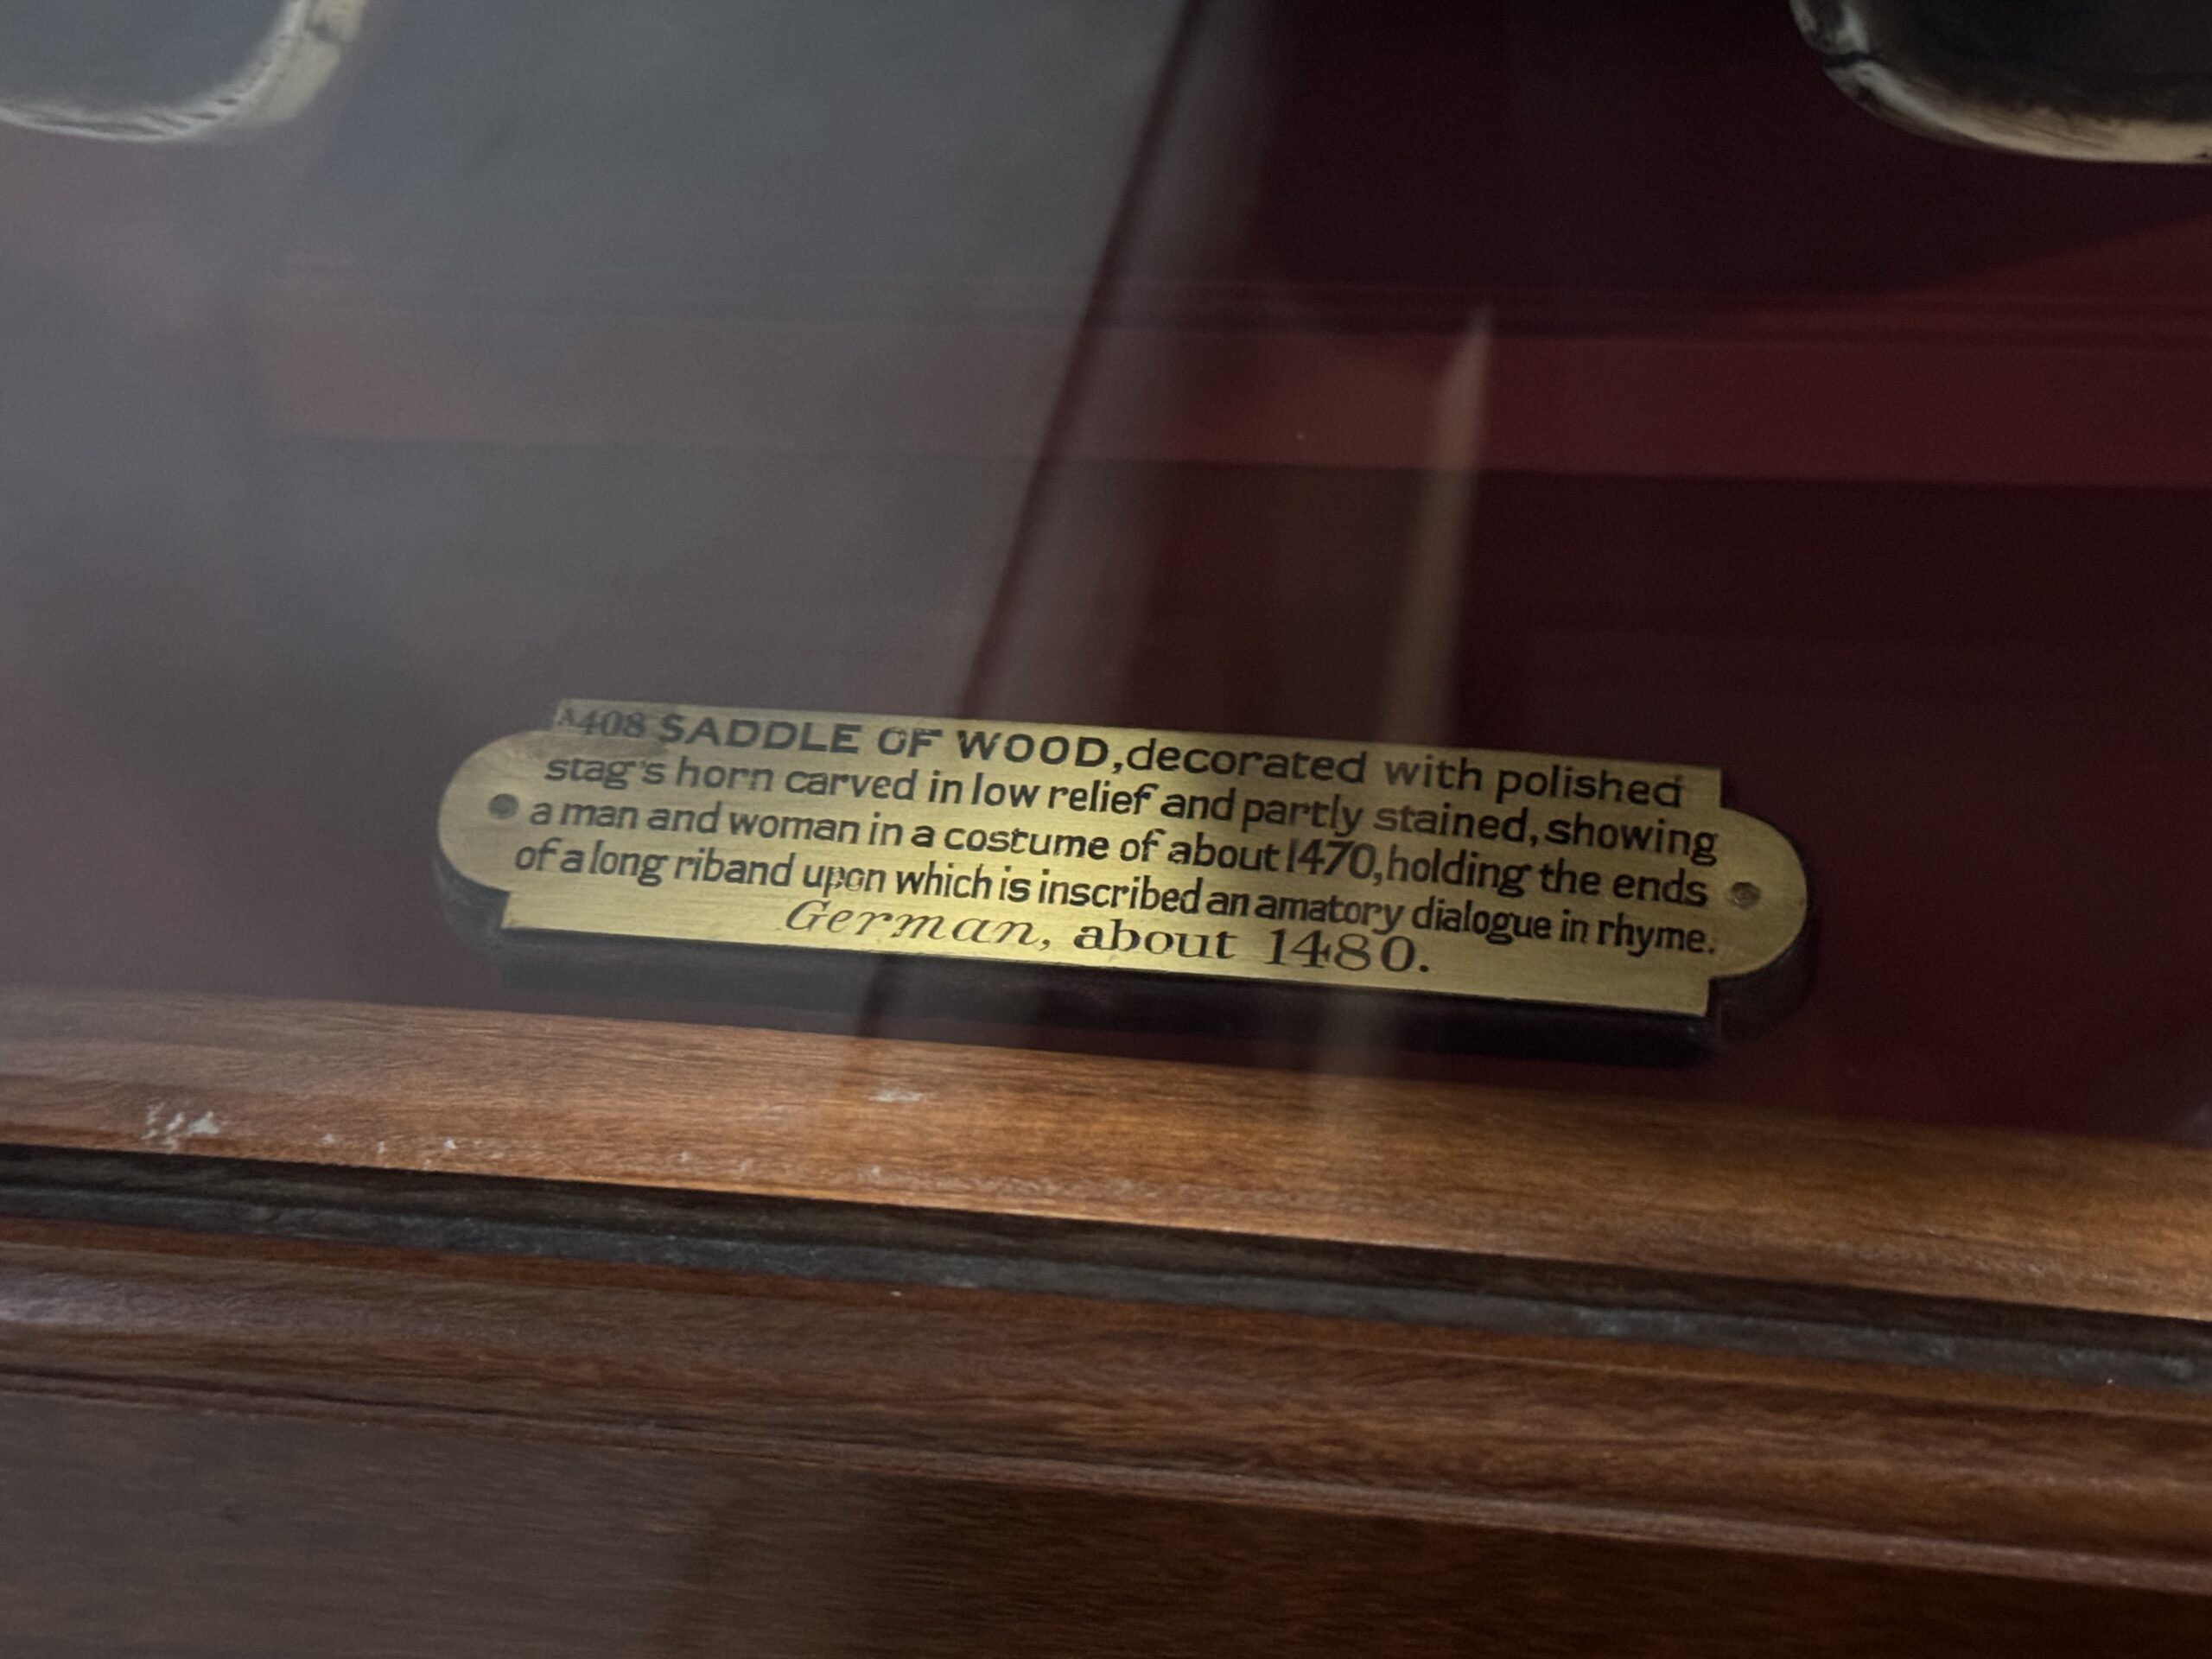 A408 SADDLE OF WOOD, decorated with polished
stag's horn carved in low relief and partly stained, showing
a man and woman in a costume of about 1470, holding the ends
of a long riband upon which is inscribed an amatory dialogue in rhyme.
German, about 1480.